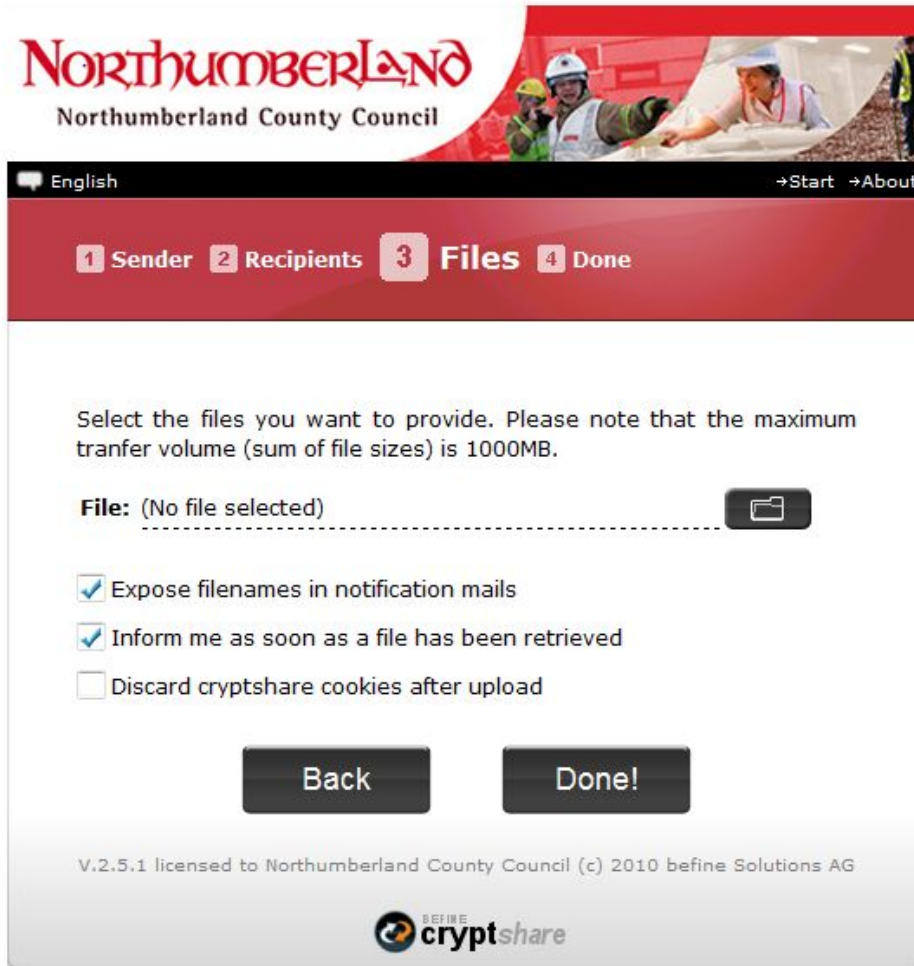 NORThUMBERLAND
Northumberland County Council
English →Start →About
1 Sender 2 Recipients 3 Files 4 Done
Select the files you want to provide. Please note that the maximum
tranfer volume (sum of file sizes) is 1000MB.
File: (No file selected)
Expose filenames in notification mails
Inform me as soon as a file has been retrieved
Discard cryptshare cookies after upload
Back Done!
V.2.5.1 licensed to Northumberland County Council (c) 2010 befine Solutions AG
BEFINE
cryptshare